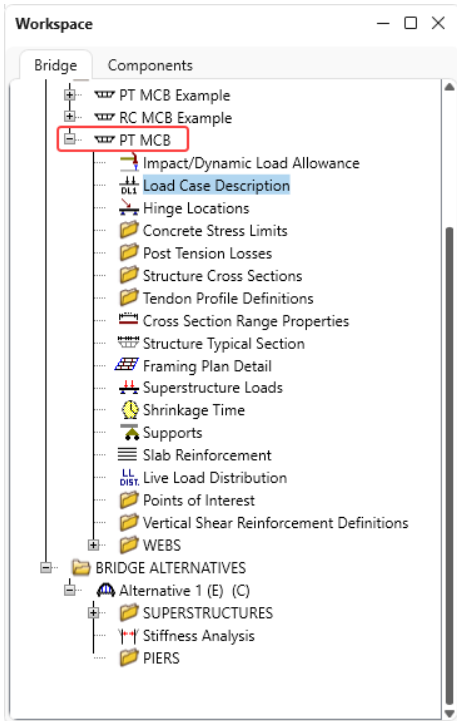 Workspace
Bridge Components
PT MCB Example
RC MCB Example
PT MCB
Impact/Dynamic Load Allowance
DL1 Load Case Description
Hinge Locations
Concrete Stress Limits
Post Tension Losses
Structure Cross Sections
Tendon Profile Definitions
Cross Section Range Properties
Structure Typical Section
Framing Plan Detail
Superstructure Loads
Shrinkage Time
Supports
Slab Reinforcement
LL DIST. Live Load Distribution
Points of Interest
Vertical Shear Reinforcement Definitions
WEBS
BRIDGE ALTERNATIVES
Alternative 1 (E) (C)
SUPERSTRUCTURES
Stiffness Analysis
PIERS